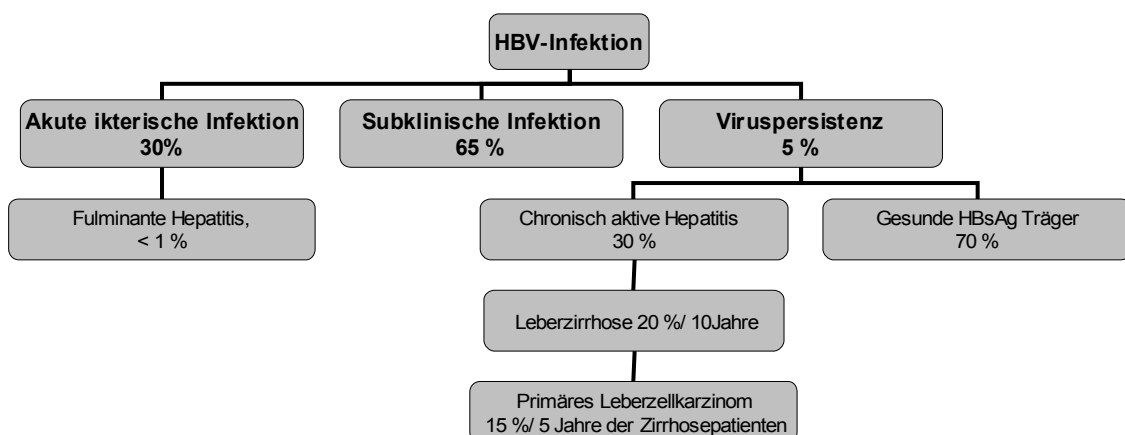 HBV-Infektion
Akute ikterische Infektion
30%
Subklinische Infektion
65 %
Viruspersistenz
5 %
Fulminante Hepatitis,
< 1 %
Chronisch aktive Hepatitis
30 %
Gesunde HBsAg Träger
70 %
Leberzirrhose 20 %/ 10Jahre
Primäres Leberzellkarzinom
15 %/ 5 Jahre der Zirrhosepatienten